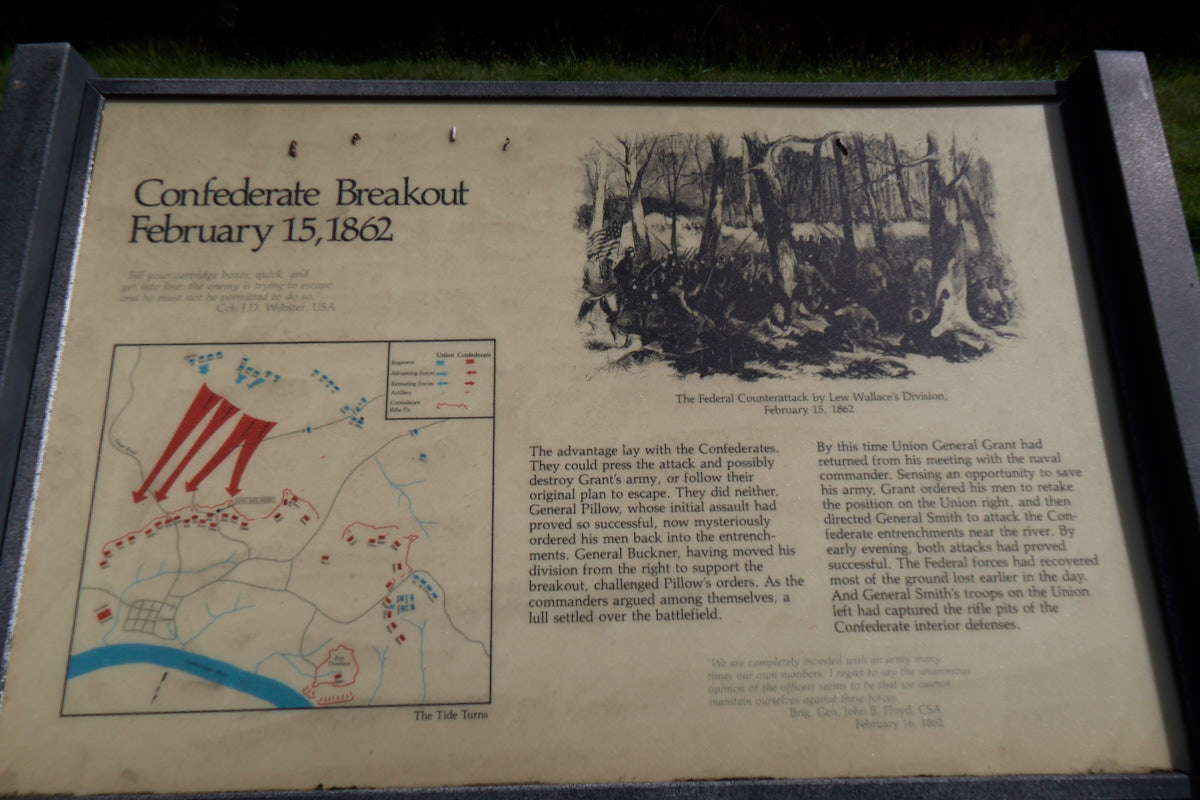 Confederate Breakout
February 15, 1862
"Fill your cartridge boxes, quick, and
get into line; the enemy is trying to escape
and he must not be permitted to do so.
Col. J.D. Webster, USA
Union Confederate
Regiment
Advancing Forces
Retreating Forces
Artillery
Confederate
Rifle Pit
Fort
Donelson
The Tide Turns
The Federal Counterattack by Lew Wallace's Division,
February 15, 1862
The advantage lay with the Confederates.
They could press the attack and possibly
destroy Grant's army, or follow their
original plan to escape. They did neither.
General Pillow, whose initial assault had
proved so successful, now mysteriously
ordered his men back into the entrench-
ments. General Buckner, having moved his
division from the right to support the
breakout, challenged Pillow's orders. As the
commanders argued among themselves, a
lull settled over the battlefield.
By this time Union General Grant had
returned from his meeting with the naval
commander. Sensing an opportunity to save
his army, Grant ordered his men to retake
the position on the Union right, and then
directed General Smith to attack the Con-
federate entrenchments near the river. By
early evening, both attacks had proved
successful. The Federal forces had recovered
most of the ground lost earlier in the day.
And General Smith's troops on the Union
left had captured the rifle pits of the
Confederate interior defenses.
"We are completely invested with an army many
times our own numbers. I regret to say the unanimous
opinion of the officers seems to be that we cannot
maintain ourselves against these forces.
Brig. Gen. John B. Floyd, CSA
February 16, 1862